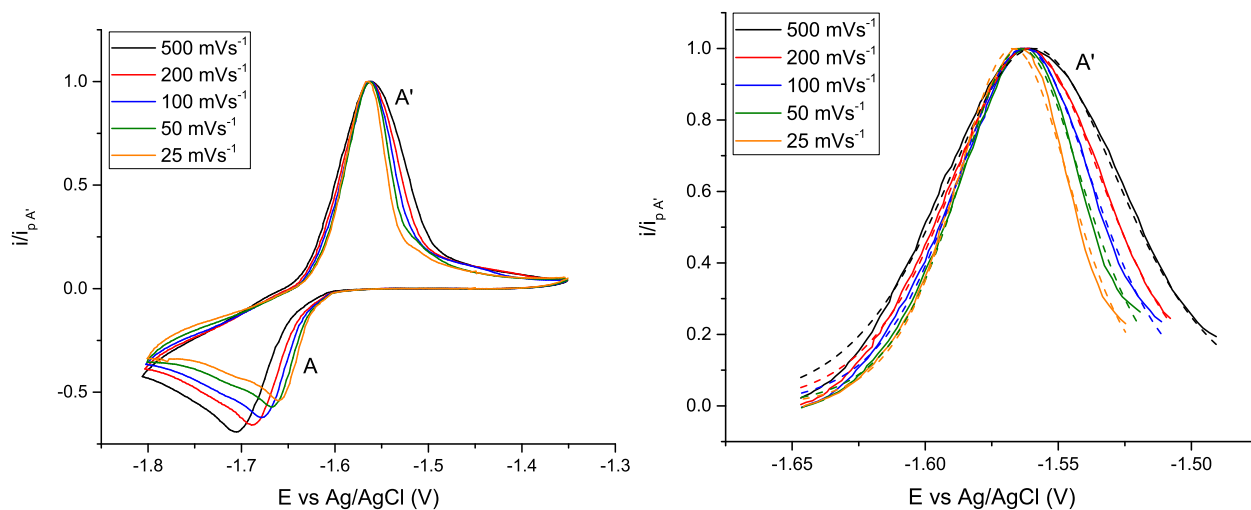 500 mVs⁻¹
200 mVs⁻¹
100 mVs⁻¹
50 mVs⁻¹
25 mVs⁻¹
A'
A
1.0
0.5
0.0
-0.5
i/i_{p A'}
-1.8 -1.7 -1.6 -1.5 -1.4 -1.3
E vs Ag/AgCl (V)
500 mVs⁻¹
200 mVs⁻¹
100 mVs⁻¹
50 mVs⁻¹
25 mVs⁻¹
A'
1.0
0.8
0.6
0.4
0.2
0.0
i/i_{p A'}
-1.65 -1.60 -1.55 -1.50
E vs Ag/AgCl (V)